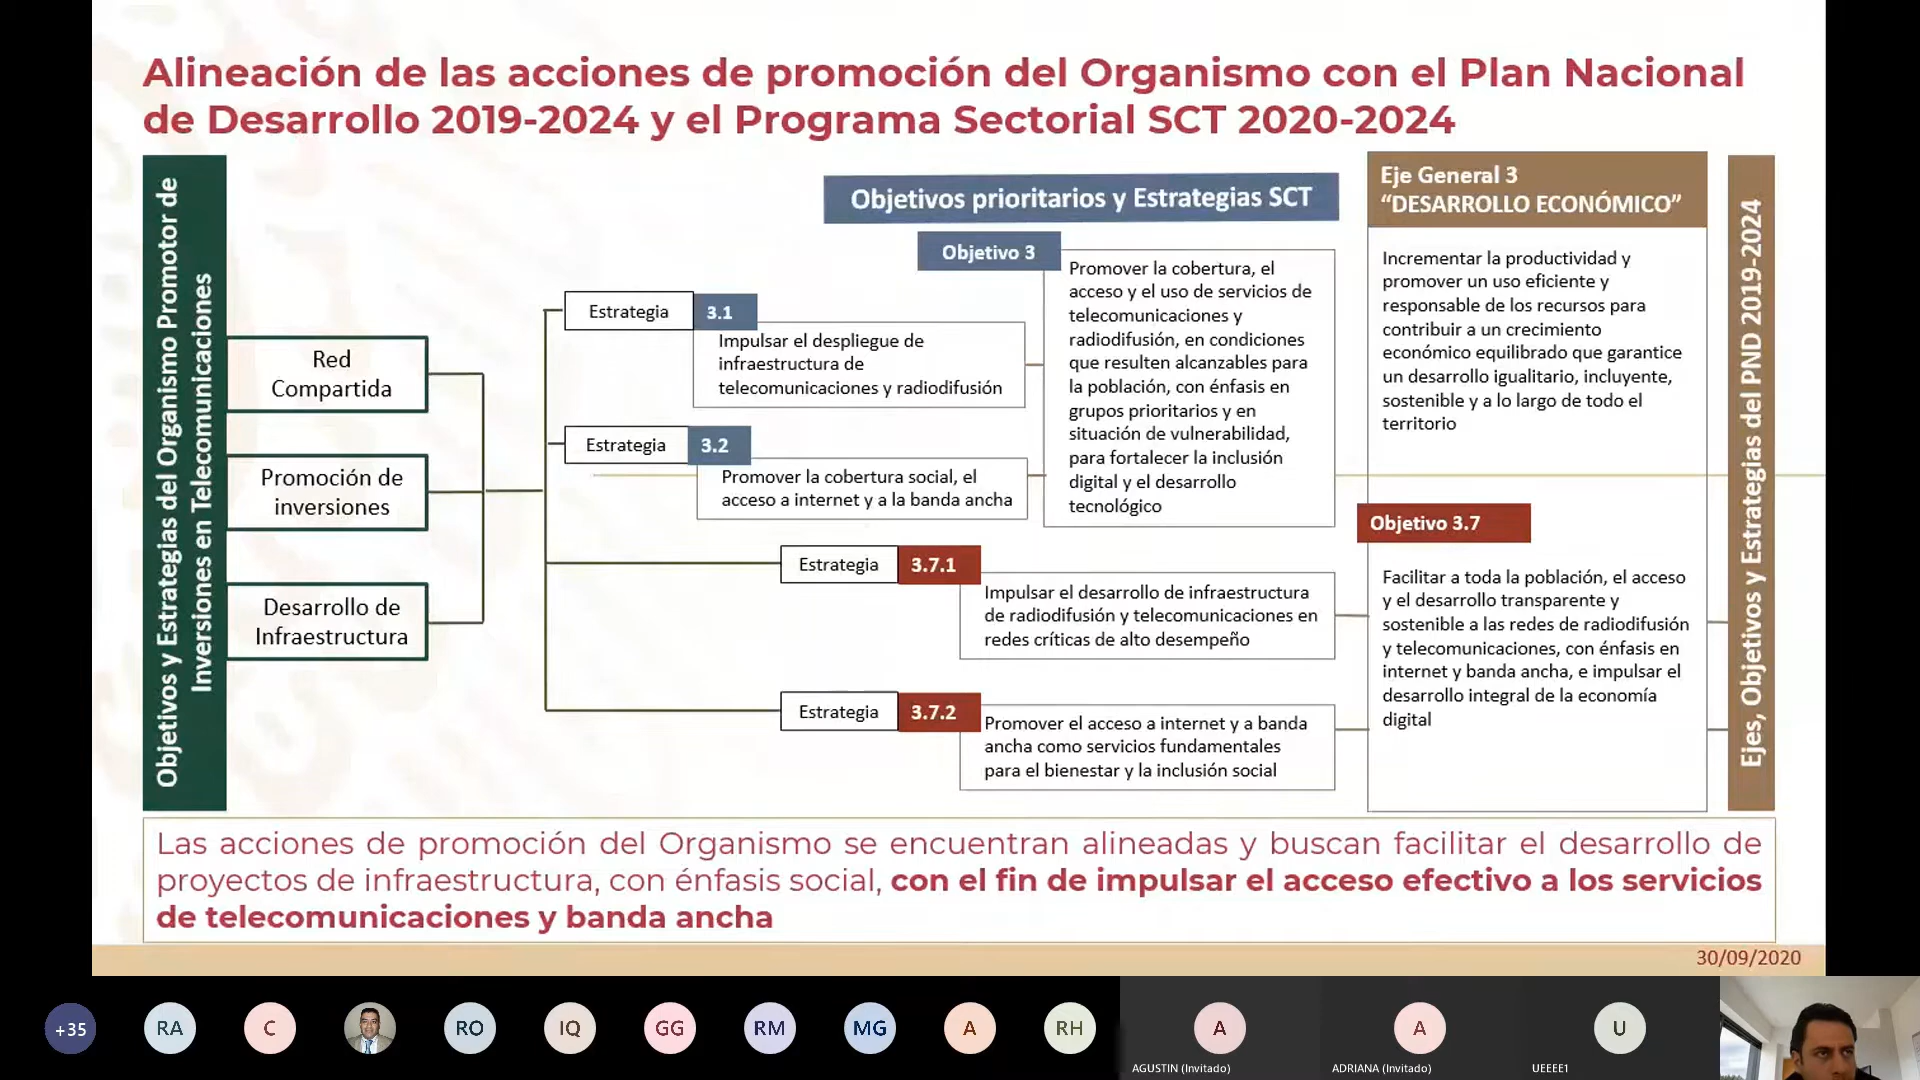 Alineación de las acciones de promoción del Organismo con el Plan Nacional
de Desarrollo 2019-2024 y el Programa Sectorial SCT 2020-2024
Objetivos y Estrategias del Organismo Promotor de
Inversiones en Telecomunicaciones
Red
Compartida
Promoción de
inversiones
Desarrollo de
Infraestructura
Objetivos prioritarios y Estrategias SCT
Objetivo 3
Promover la cobertura, el
acceso y el uso de servicios de
telecomunicaciones y
radiodifusión, en condiciones
que resulten alcanzables para
la población, con énfasis en
grupos prioritarios y en
situación de vulnerabilidad,
para fortalecer la inclusión
digital y el desarrollo
tecnológico
Estrategia 3.1
Impulsar el despliegue de
infraestructura de
telecomunicaciones y radiodifusión
Estrategia 3.2
Promover la cobertura social, el
acceso a internet y a la banda ancha
Estrategia 3.7.1
Impulsar el desarrollo de infraestructura
de radiodifusión y telecomunicaciones en
redes críticas de alto desempeño
Estrategia 3.7.2
Promover el acceso a internet y a banda
ancha como servicios fundamentales
para el bienestar y la inclusión social
Eje General 3
“DESARROLLO ECONÓMICO”
Incrementar la productividad y
promover un uso eficiente y
responsable de los recursos para
contribuir a un crecimiento
económico equilibrado que garantice
un desarrollo igualitario, incluyente,
sostenible y a lo largo de todo el
territorio
Objetivo 3.7
Facilitar a toda la población, el acceso
y el desarrollo transparente y
sostenible a las redes de radiodifusión
y telecomunicaciones, con énfasis en
internet y banda ancha, e impulsar el
desarrollo integral de la economía
digital
Ejes, Objetivos y Estrategias del PND 2019-2024
Las acciones de promoción del Organismo se encuentran alineadas y buscan facilitar el desarrollo de
proyectos de infraestructura, con énfasis social, con el fin de impulsar el acceso efectivo a los servicios
de telecomunicaciones y banda ancha
30/09/2020
+35
RA
C
RO
IQ
GG
RM
MG
A
RH
A
AGUSTIN (Invitado)
A
ADRIANA (Invitado)
U
UEEEE1